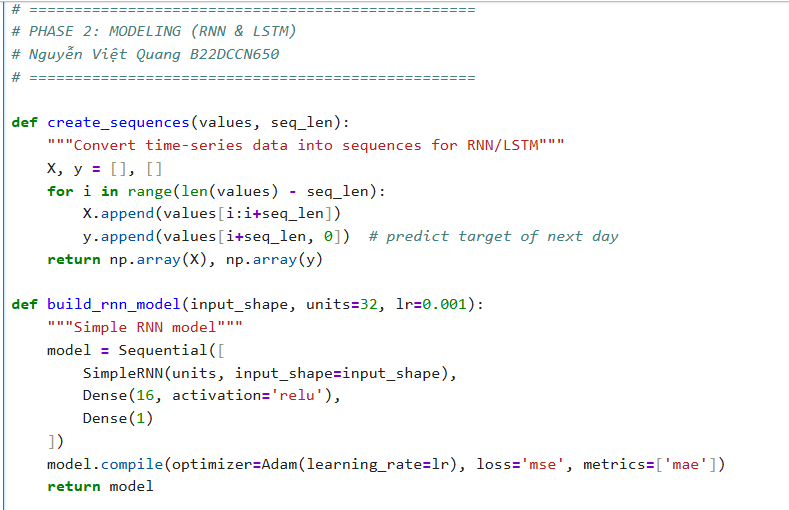 # ==================================================
# PHASE 2: MODELING (RNN & LSTM)
# Nguyễn Việt Quang B22DCCN650
# ==================================================
def create_sequences(values, seq_len):
    """Convert time-series data into sequences for RNN/LSTM"""
    X, y = [], []
    for i in range(len(values) - seq_len):
        X.append(values[i:i+seq_len])
        y.append(values[i+seq_len, 0])  # predict target of next day
    return np.array(X), np.array(y)
def build_rnn_model(input_shape, units=32, lr=0.001):
    """Simple RNN model"""
    model = Sequential([
        SimpleRNN(units, input_shape=input_shape),
        Dense(16, activation='relu'),
        Dense(1)
    ])
    model.compile(optimizer=Adam(learning_rate=lr), loss='mse', metrics=['mae'])
    return model